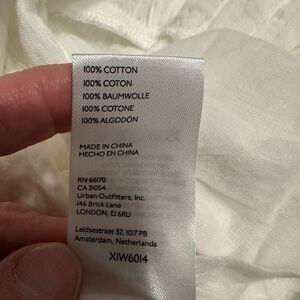 100% COTTON
100% COTON
100% BAUMWOLLE
100% COTONE
100% ALGODÓN
MADE IN CHINA
HECHO EN CHINA
RN 66170
CA 31054
Urban Outfitters, Inc.
146 Brick Lane
LONDON, E1 6RU
Leidsestraat 32, 1017 PB
Amsterdam, Netherlands
XIW6014